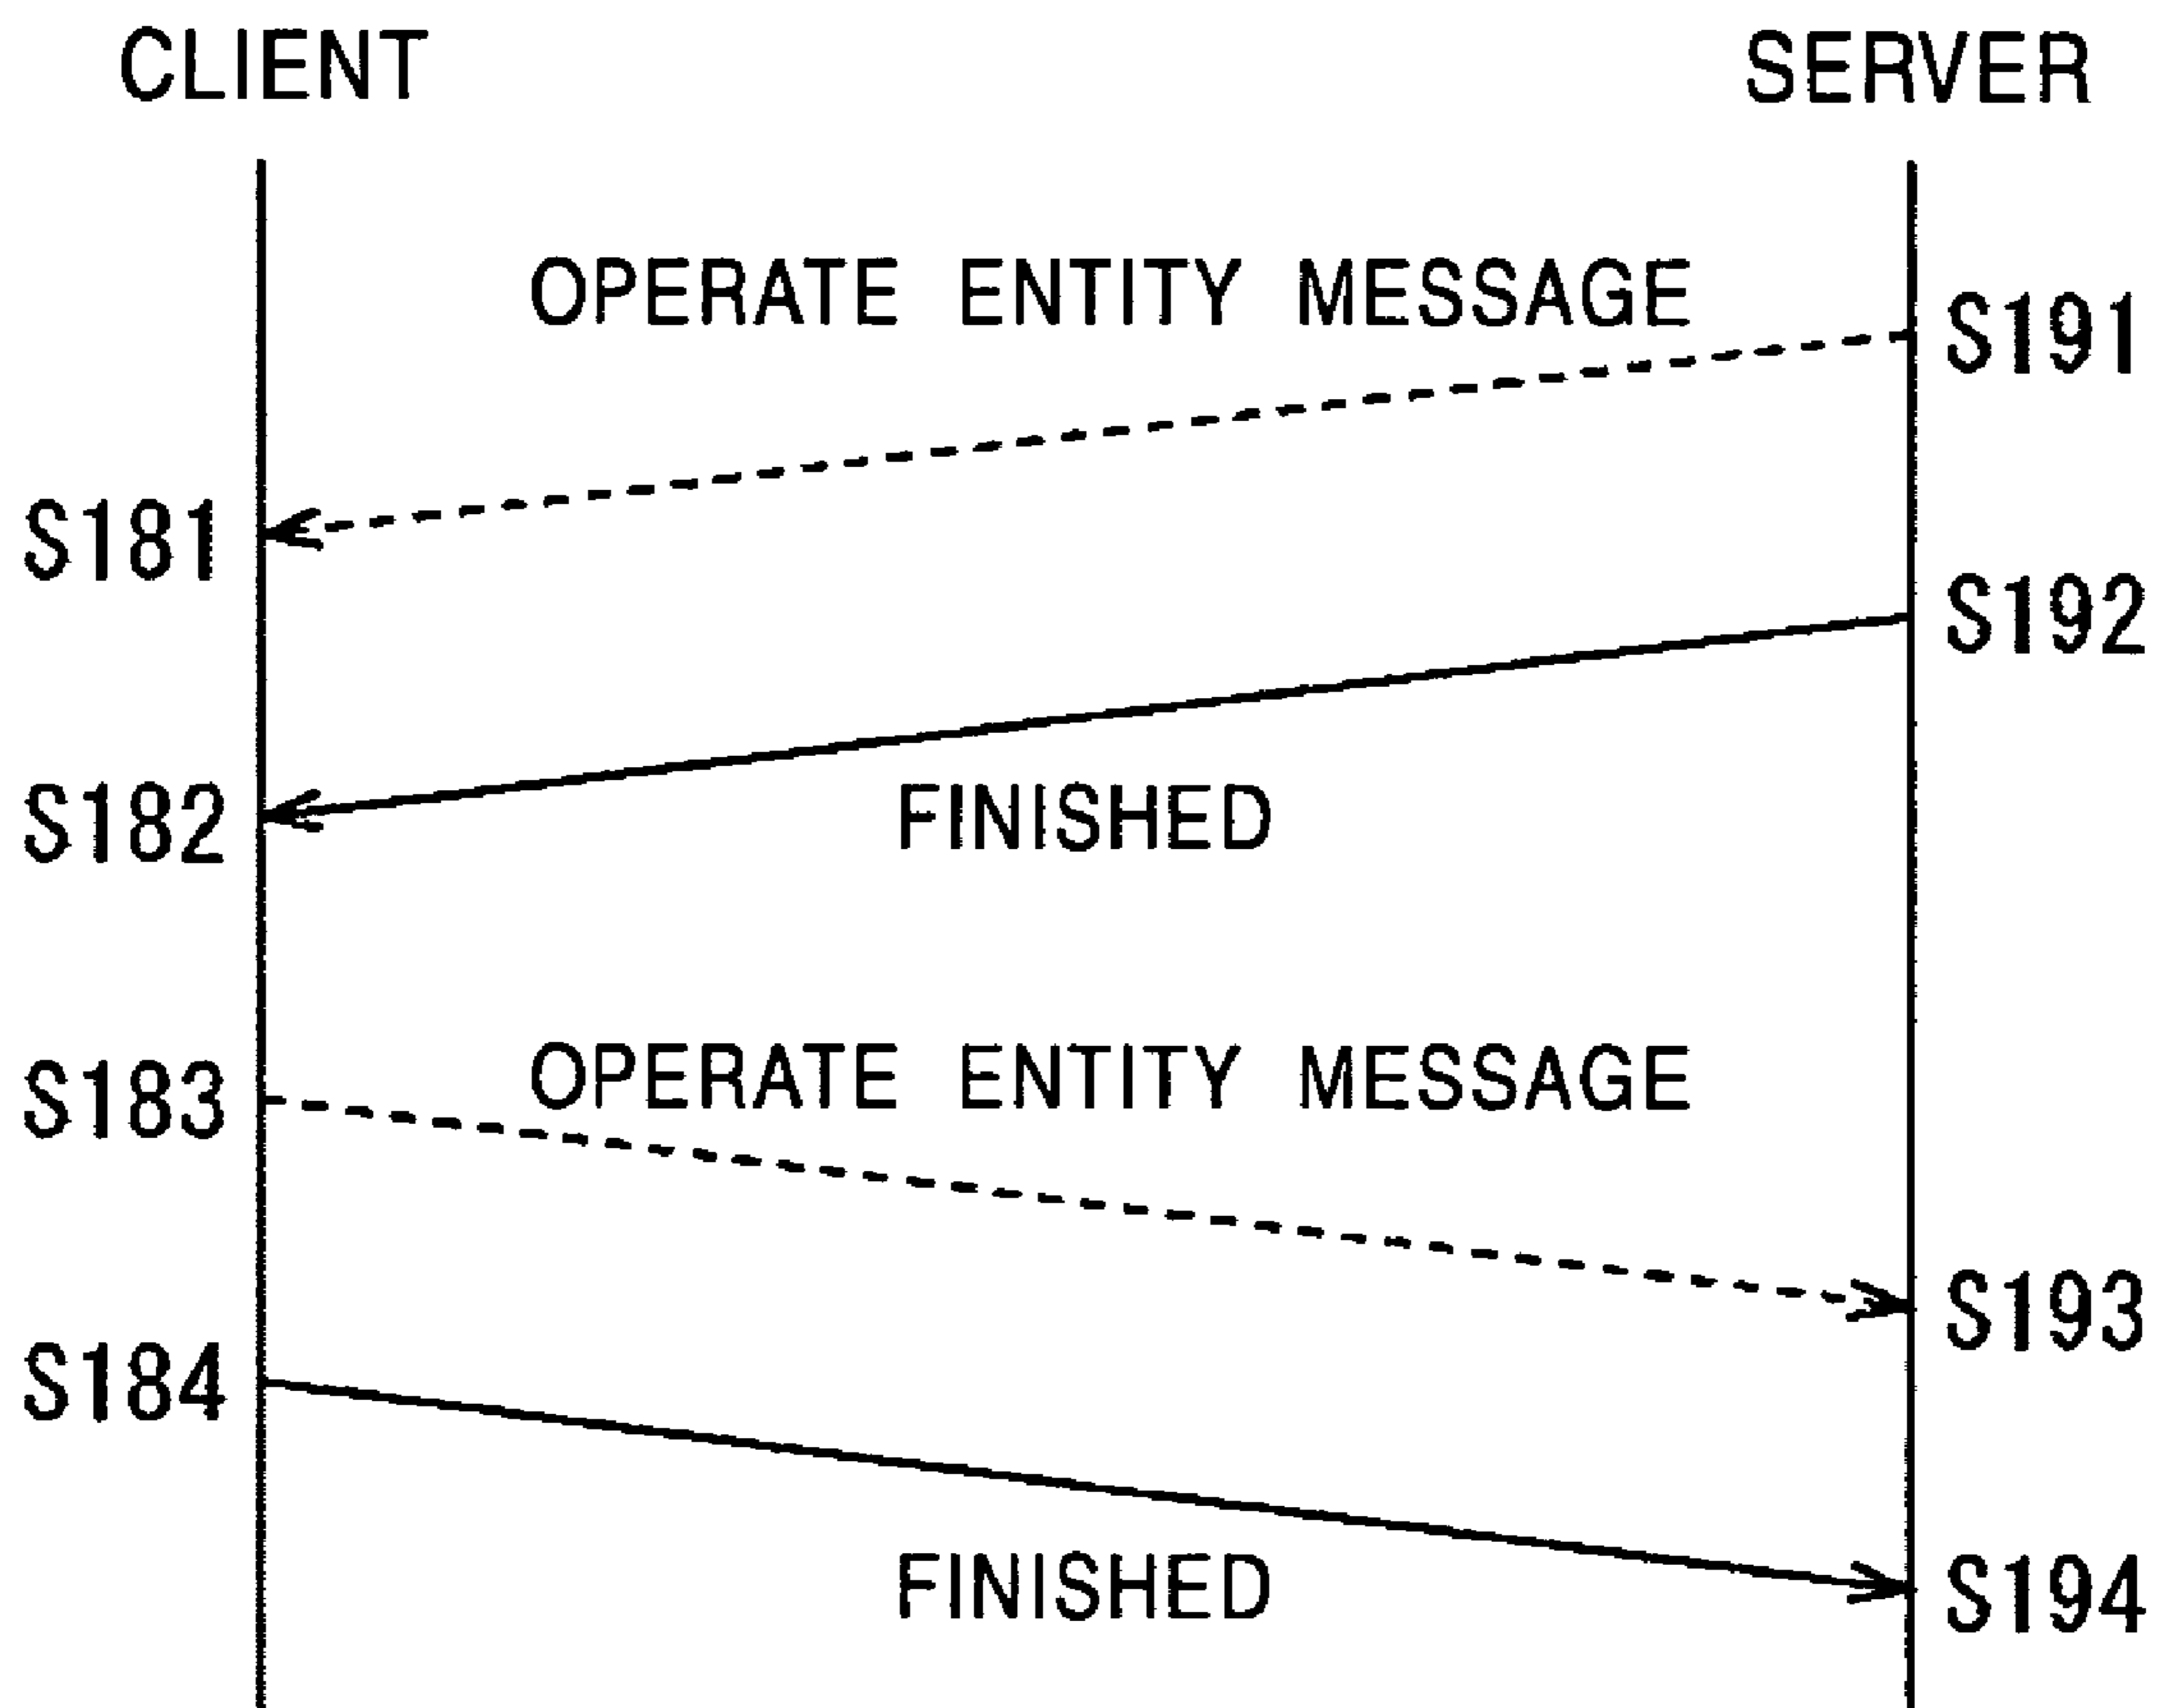 CLIENT
SERVER
OPERATE ENTITY MESSAGE
S191
S181
S192
S182
FINISHED
OPERATE ENTITY MESSAGE
S183
S193
S184
FINISHED
S194